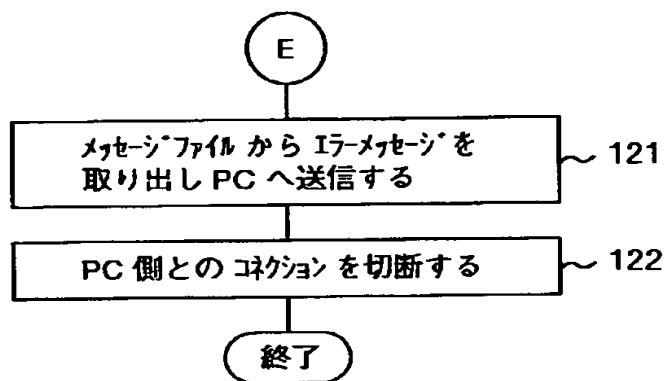 E
ﾒｯｾｰｼﾞﾌｧｲﾙ から ｴﾗｰﾒｯｾｰｼﾞを
取り出し PC へ送信する
121
PC 側との ｺﾈｸｼｮﾝ を切断する
122
終了